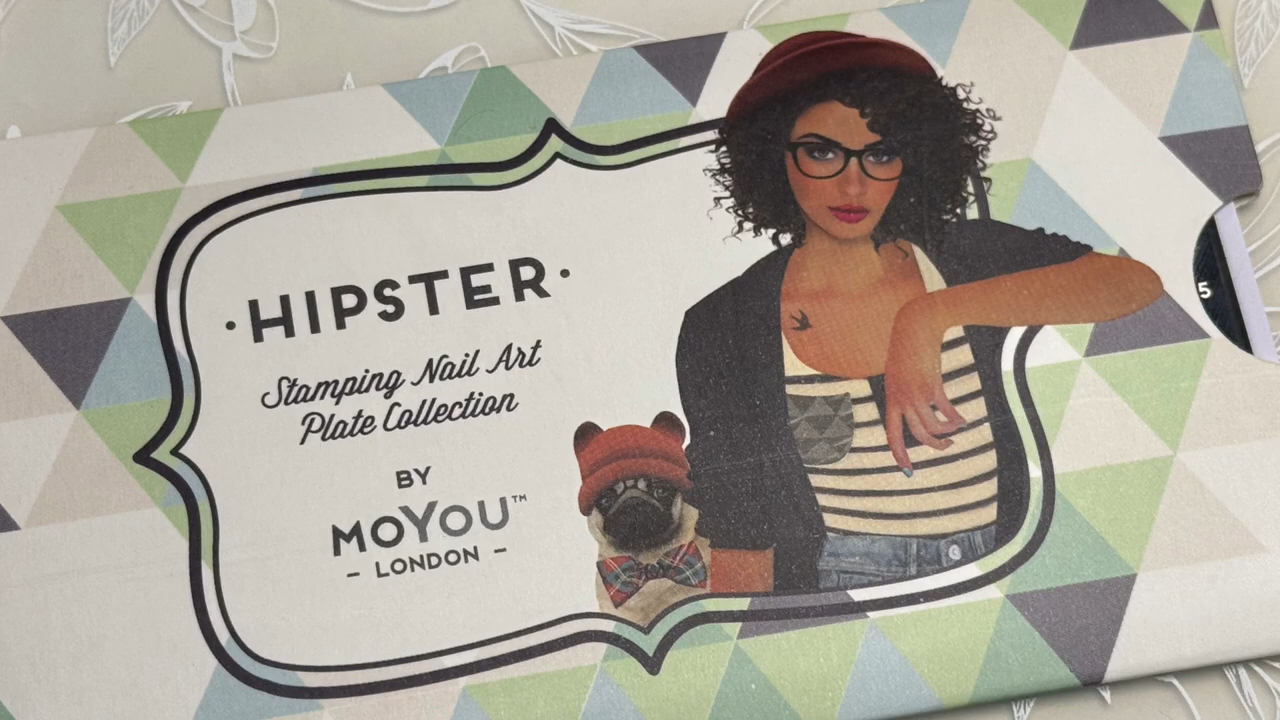 ·HIPSTER·
Stamping Nail Art
Plate Collection
BY
MOYOU™
– LONDON –
5